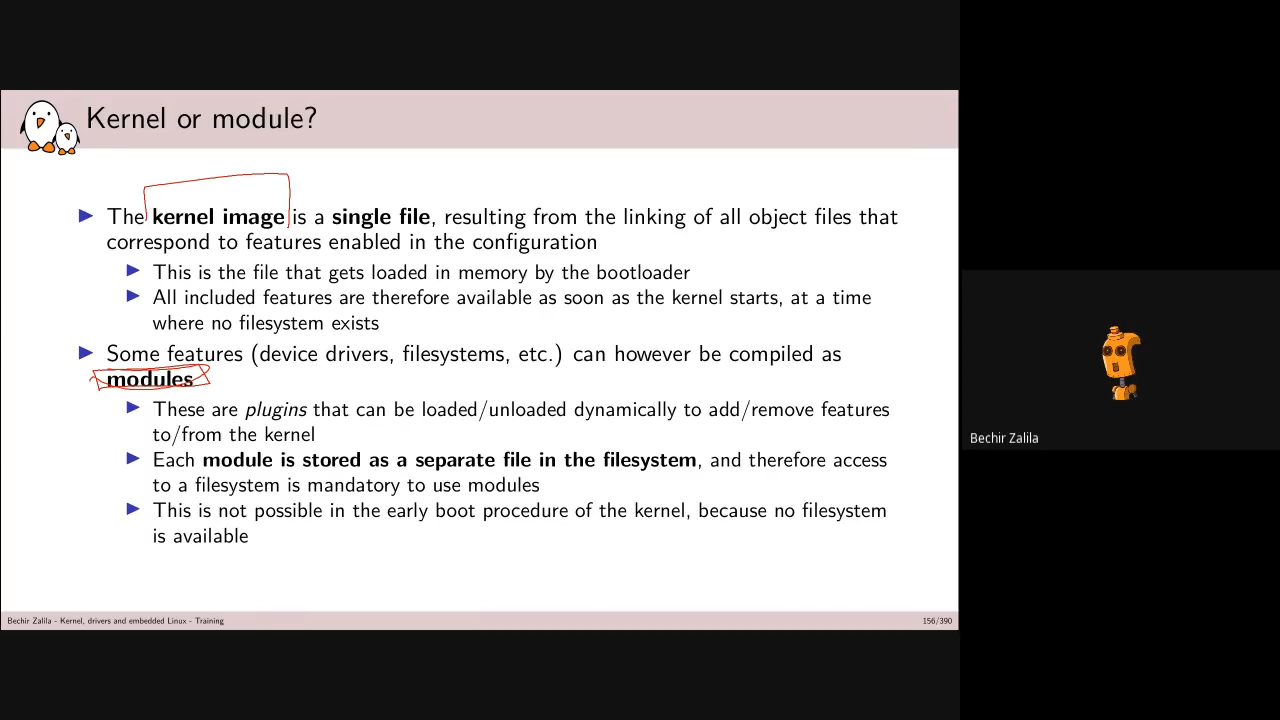 Kernel or module?
The kernel image is a single file, resulting from the linking of all object files that
correspond to features enabled in the configuration
This is the file that gets loaded in memory by the bootloader
All included features are therefore available as soon as the kernel starts, at a time
where no filesystem exists
Some features (device drivers, filesystems, etc.) can however be compiled as
modules
These are plugins that can be loaded/unloaded dynamically to add/remove features
to/from the kernel
Each module is stored as a separate file in the filesystem, and therefore access
to a filesystem is mandatory to use modules
This is not possible in the early boot procedure of the kernel, because no filesystem
is available
Bechir Zalila - Kernel, drivers and embedded Linux - Training
156/390
Bechir Zalila